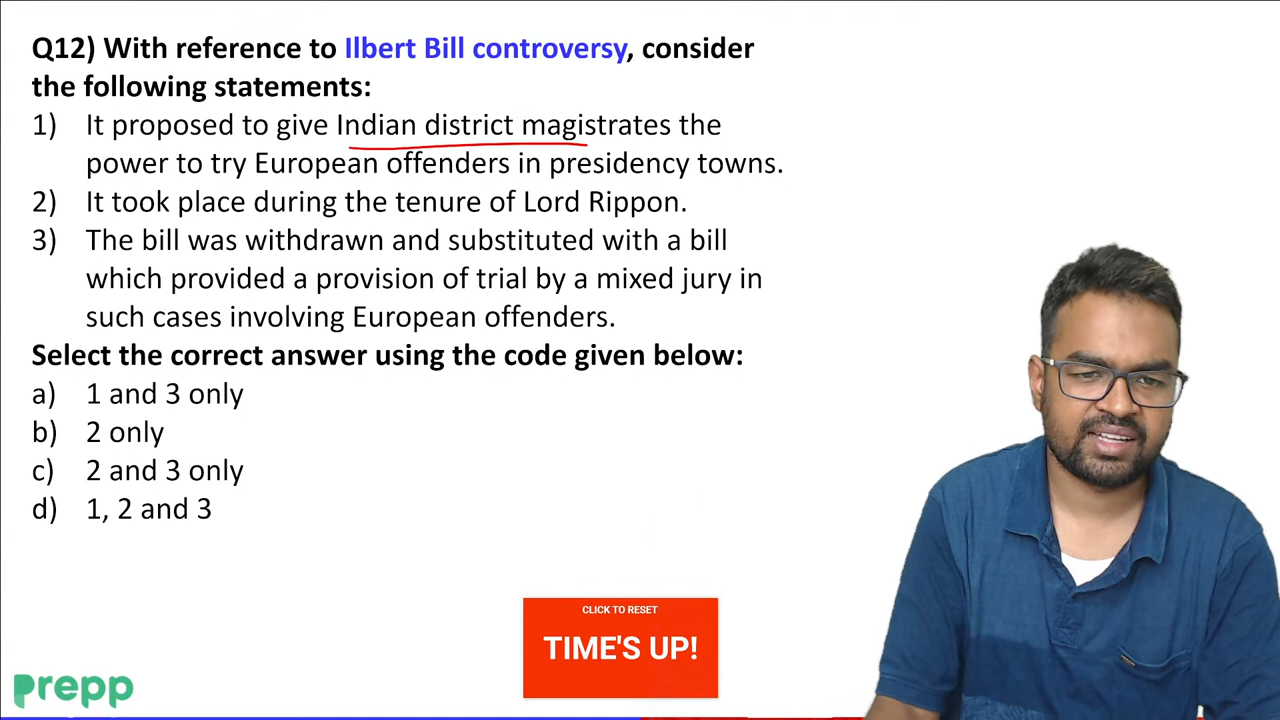 Q12) With reference to Ilbert Bill controversy, consider
the following statements:
1) It proposed to give Indian district magistrates the
power to try European offenders in presidency towns.
2) It took place during the tenure of Lord Rippon.
3) The bill was withdrawn and substituted with a bill
which provided a provision of trial by a mixed jury in
such cases involving European offenders.
Select the correct answer using the code given below:
a) 1 and 3 only
b) 2 only
c) 2 and 3 only
d) 1, 2 and 3
CLICK TO RESET
TIME'S UP!
prepp